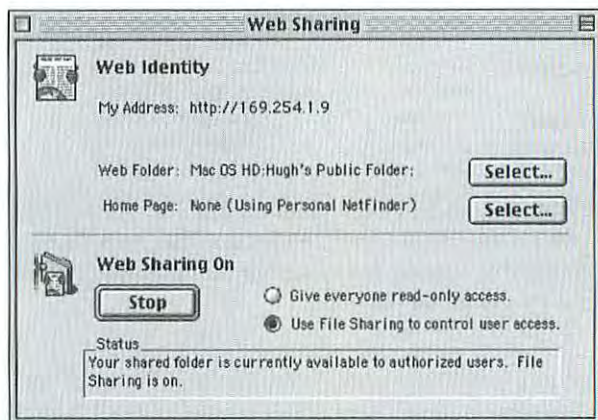 Web Sharing
Web Identity
My Address: http://169.254.1.9
Web Folder: Mac OS HD:Hugh's Public Folder:
Select...
Home Page: None (Using Personal NetFinder)
Select...
Web Sharing On
Stop
Give everyone read-only access.
Use File Sharing to control user access.
Status
Your shared folder is currently available to authorized users. File
Sharing is on.